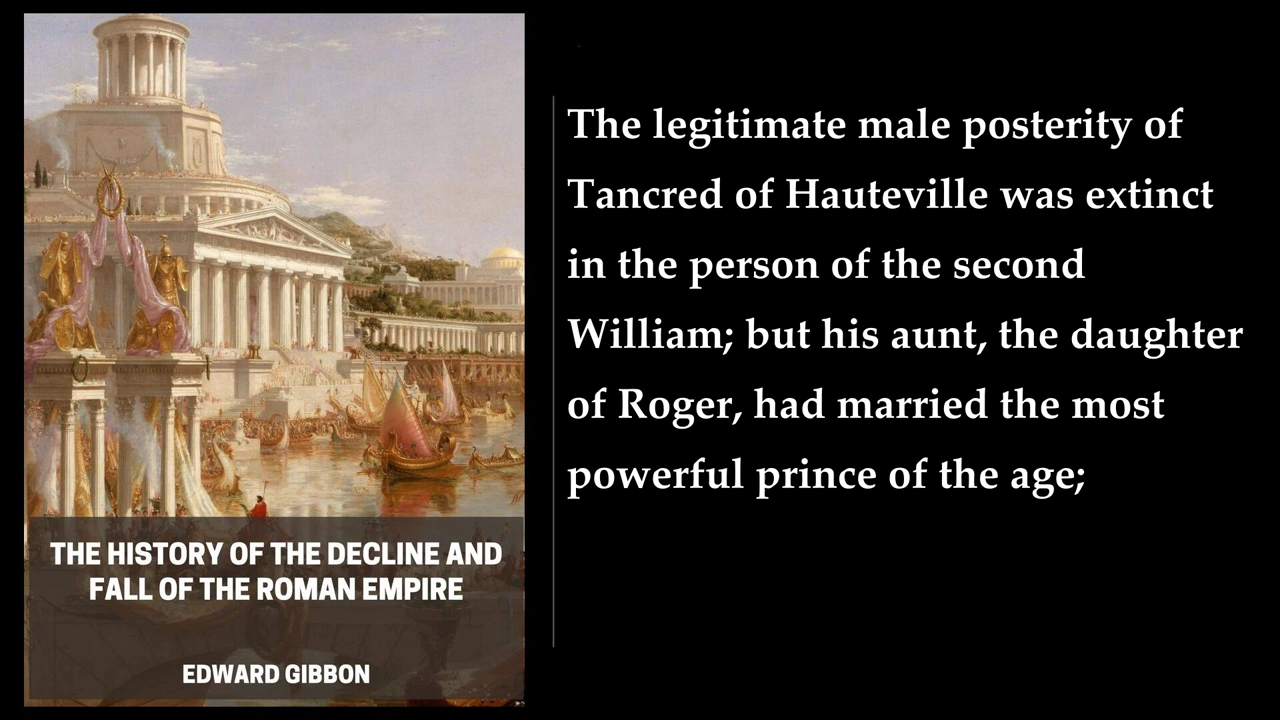 THE HISTORY OF THE DECLINE AND
FALL OF THE ROMAN EMPIRE
EDWARD GIBBON
The legitimate male posterity of
Tancred of Hauteville was extinct
in the person of the second
William; but his aunt, the daughter
of Roger, had married the most
powerful prince of the age;